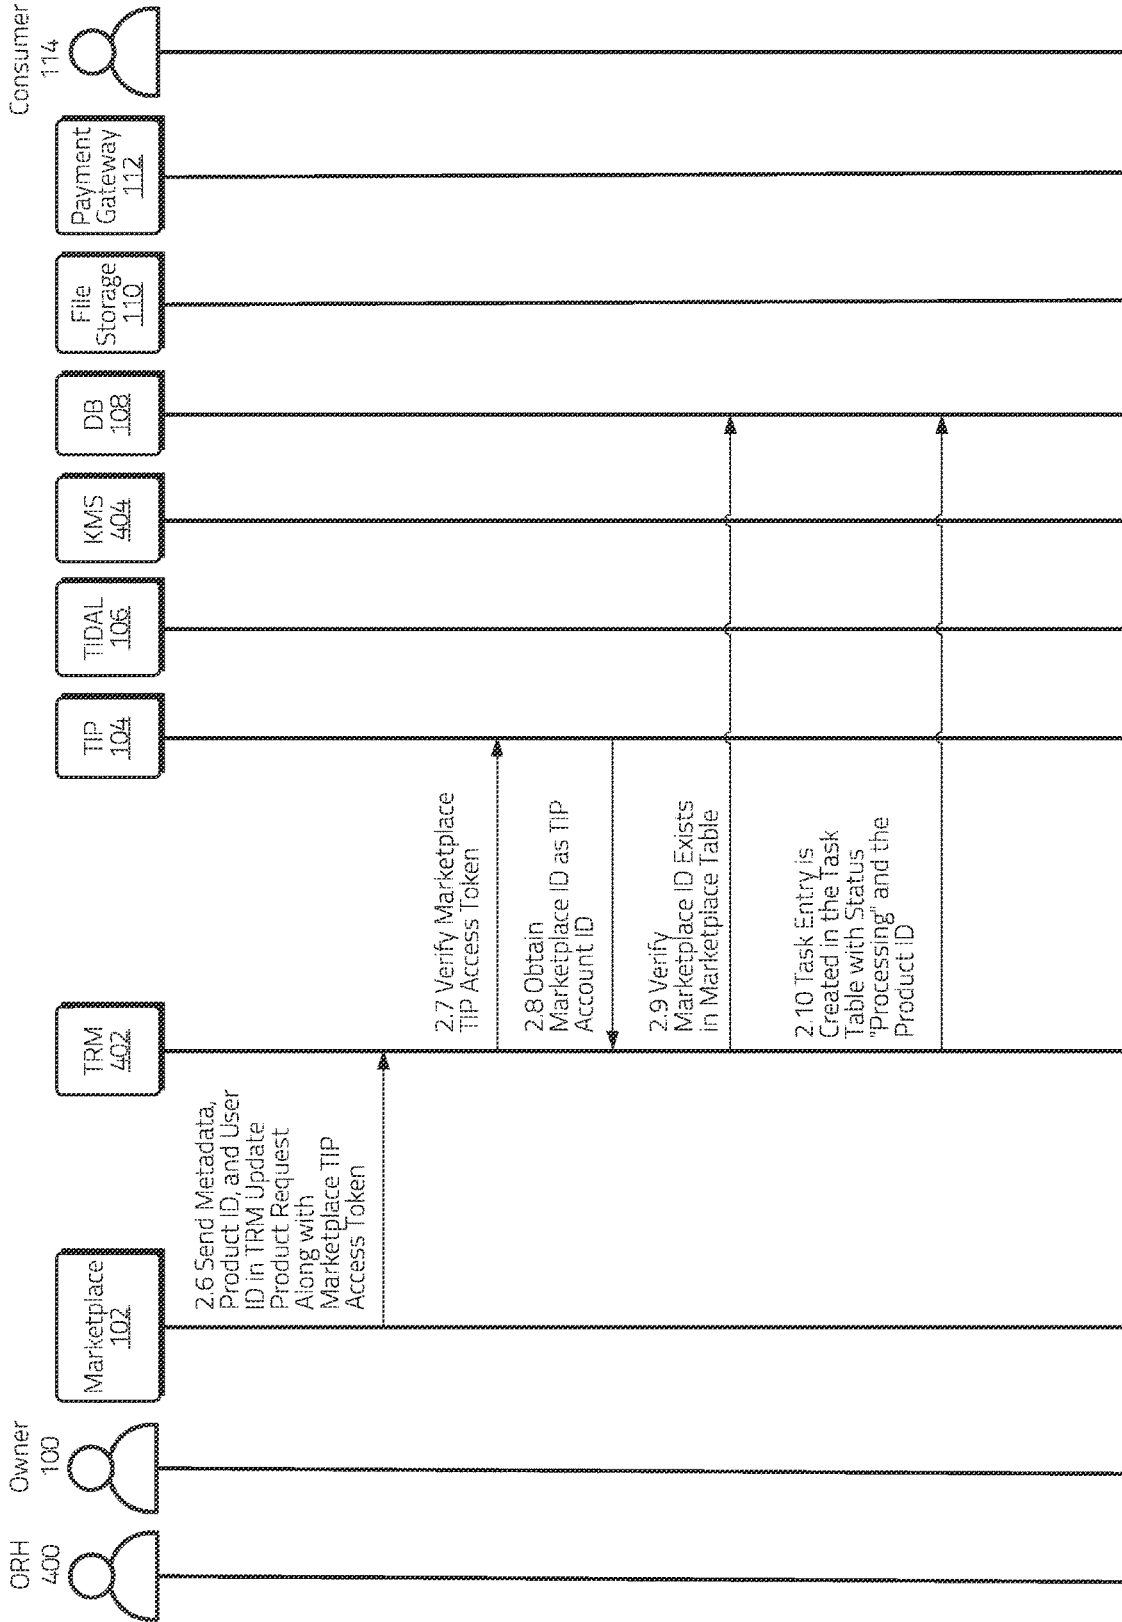 ORH
400
Owner
100
Marketplace
102
TRM
402
TIP
104
TIDAL
106
KMS
404
DB
108
File
Storage
110
Payment
Gateway
112
Consumer
114
2.6 Send Metadata,
Product ID, and User
ID in TRM Update
Product Request
Along with
Marketplace TIP
Access Token
2.7 Verify Marketplace
TIP Access Token
2.8 Obtain
Marketplace ID as TIP
Account ID
2.9 Verify
Marketplace ID Exists
in Marketplace Table
2.10 Task Entry is
Created in the Task
Table with Status
"Processing" and the
Product ID